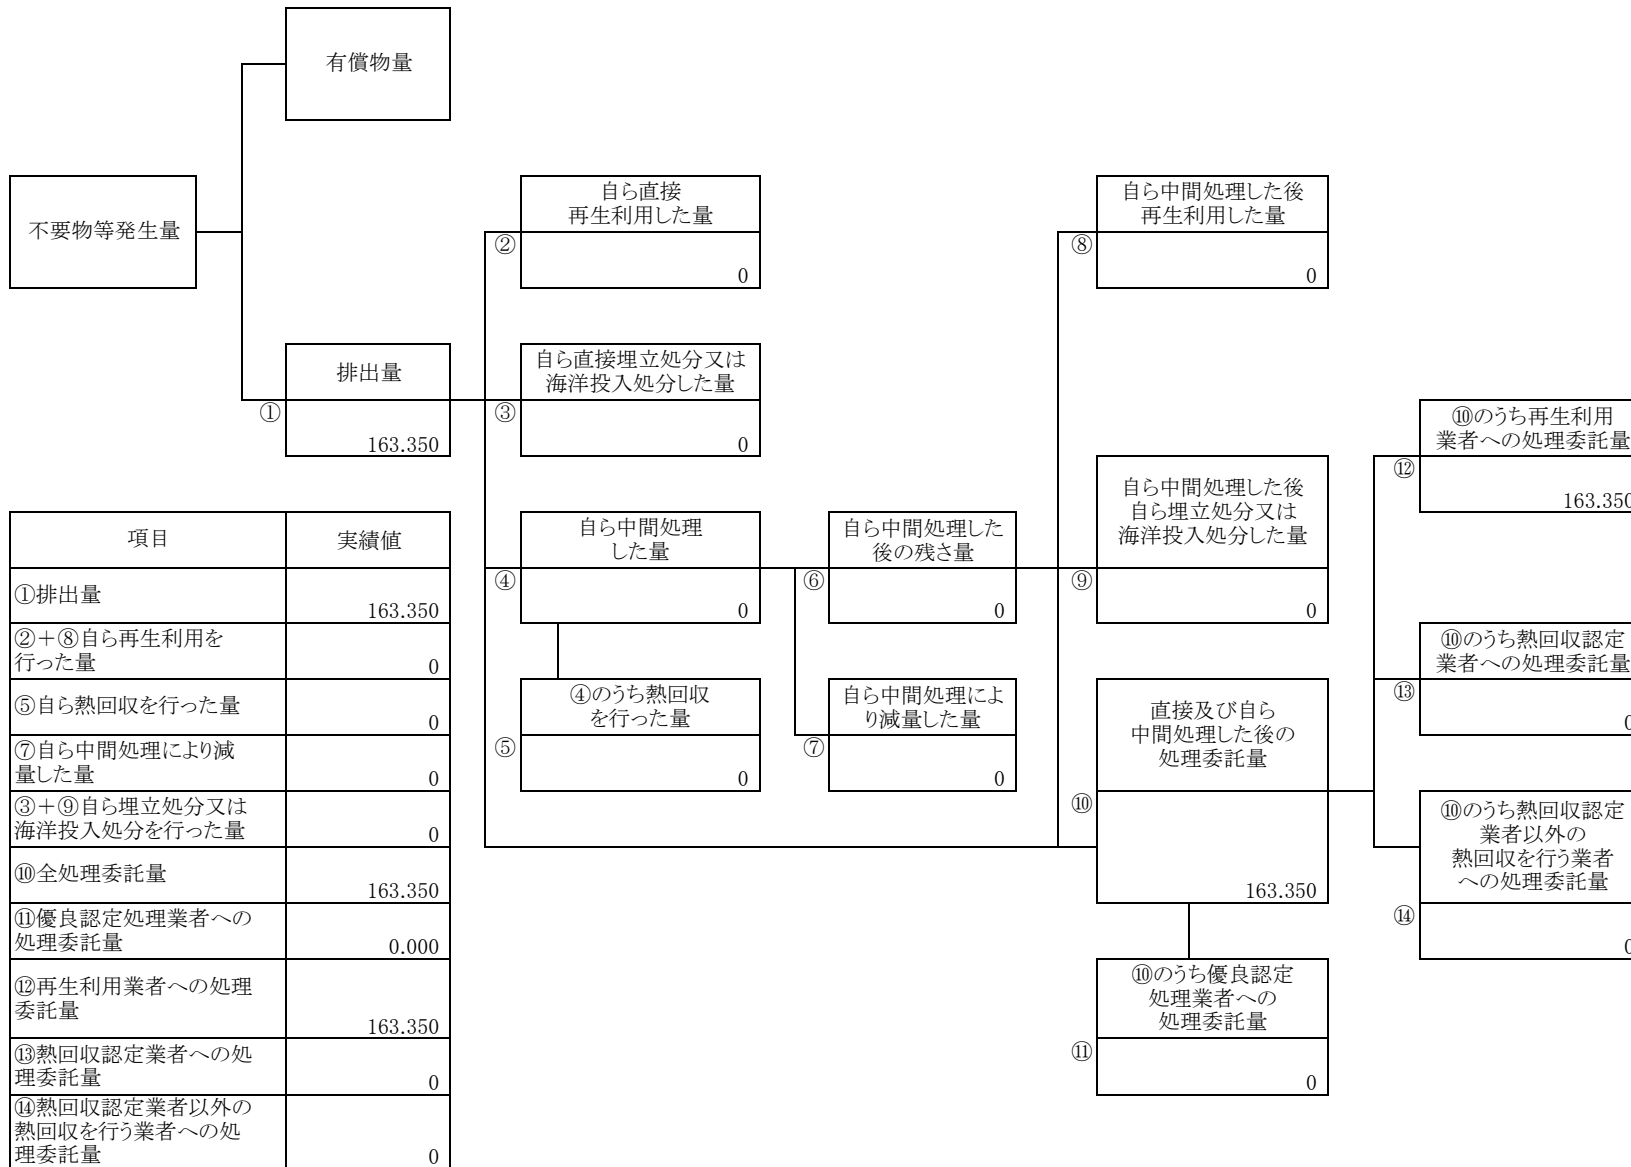 有償物量
不要物等発生量
自ら直接
再生利用した量
②
0
自ら中間処理した後
再生利用した量
⑧
0
排出量
①
163.350
自ら直接埋立処分又は
海洋投入処分した量
③
0
⑩のうち再生利用
業者への処理委託量
⑫
163.350
自ら中間処理した後
自ら埋立処分又は
海洋投入処分した量
⑨
0
自ら中間処理
した量
④
0
自ら中間処理した
後の残さ量
⑥
0
⑩のうち熱回収認定
業者への処理委託量
⑬
0
④のうち熱回収
を行った量
⑤
0
自ら中間処理によ
り減量した量
⑦
0
直接及び自ら
中間処理した後の
処理委託量
⑩
163.350
⑩のうち熱回収認定
業者以外の
熱回収を行う業者
への処理委託量
⑭
0
⑩のうち優良認定
処理業者への
処理委託量
⑪
0
項目 実績値
①排出量
163.350
②+⑧自ら再生利用を
行った量 0
⑤自ら熱回収を行った量
0
⑦自ら中間処理により減
量した量 0
③+⑨自ら埋立処分又は
海洋投入処分を行った量 0
⑩全処理委託量
163.350
⑪優良認定処理業者への
処理委託量 0.000
⑫再生利用業者への処理
委託量
163.350
⑬熱回収認定業者への処
理委託量 0
⑭熱回収認定業者以外の
熱回収を行う業者への処
理委託量 0